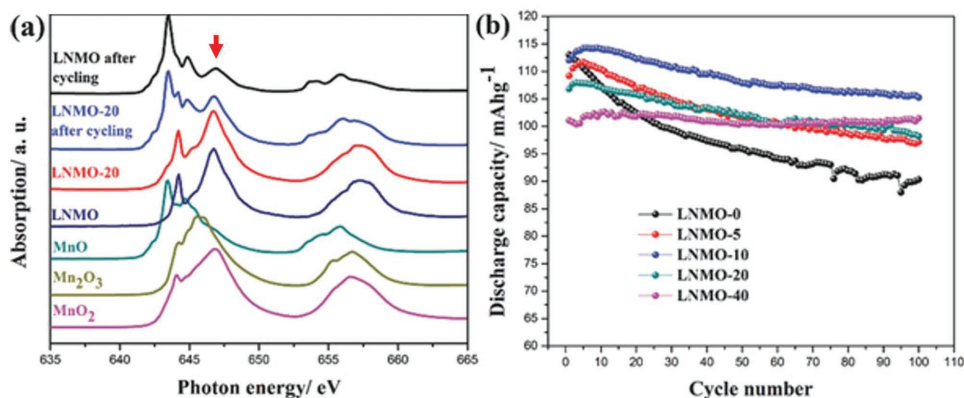 (a)
LNMO after
cycling
LNMO-20
after cycling
LNMO-20
LNMO
MnO
Mn₂O₃
MnO₂
Absorption/ a. u.
635 640 645 650 655 660 665
Photon energy/ eV
(b)
Discharge capacity/ mAhg⁻¹
115
110
105
100
95
90
85
80
75
70
65
60
LNMO-0
LNMO-5
LNMO-10
LNMO-20
LNMO-40
0 10 20 30 40 50 60 70 80 90 100 110
Cycle number